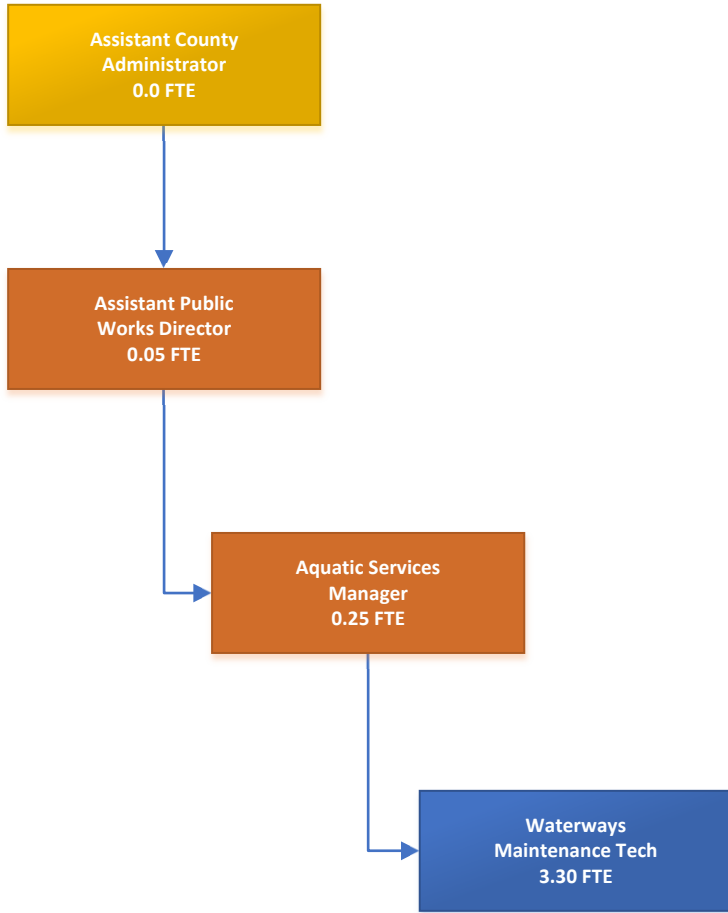 Assistant County
Administrator
0.0 FTE
Assistant Public
Works Director
0.05 FTE
Aquatic Services
Manager
0.25 FTE
Waterways
Maintenance Tech
3.30 FTE